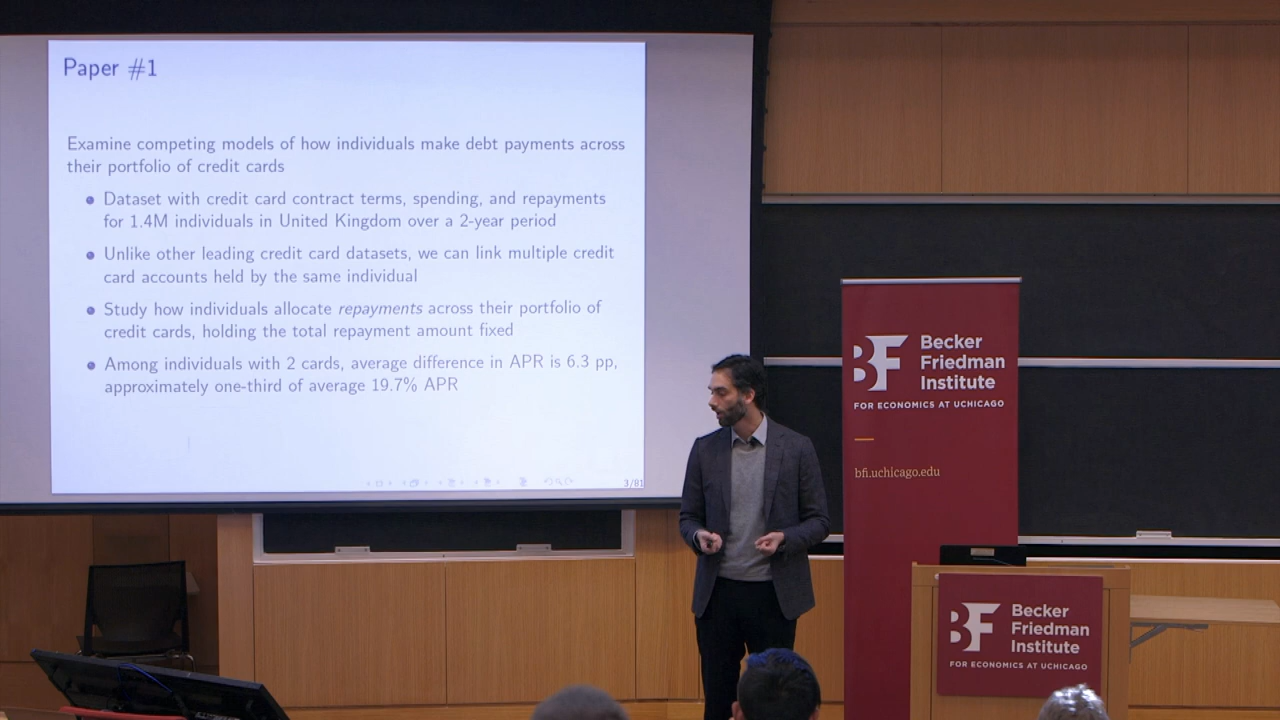 Paper #1
Examine competing models of how individuals make debt payments across
their portfolio of credit cards
Dataset with credit card contract terms, spending, and repayments
for 1.4M individuals in United Kingdom over a 2-year period
Unlike other leading credit card datasets, we can link multiple credit
card accounts held by the same individual
Study how individuals allocate repayments across their portfolio of
credit cards, holding the total repayment amount fixed
Among individuals with 2 cards, average difference in APR is 6.3 pp,
approximately one-third of average 19.7% APR
3/81
BF
Becker
Friedman
Institute
FOR ECONOMICS AT UCHICAGO
bfi.uchicago.edu
BF
Becker
Friedman
Institute
FOR ECONOMICS AT UCHICAGO